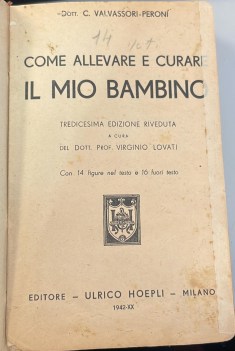 Dott. C. VALVASSORI-PERONI
14
COME ALLEVARE E CURARE
IL MIO BAMBINO
TREDICESIMA EDIZIONE RIVEDUTA
A CURA
DEL DOTT. PROF. VIRGINIO LOVATI
Con 14 figure nel testo e 16 fuori testo
EDITORE - ULRICO HOEPLI - MILANO
1942-XX